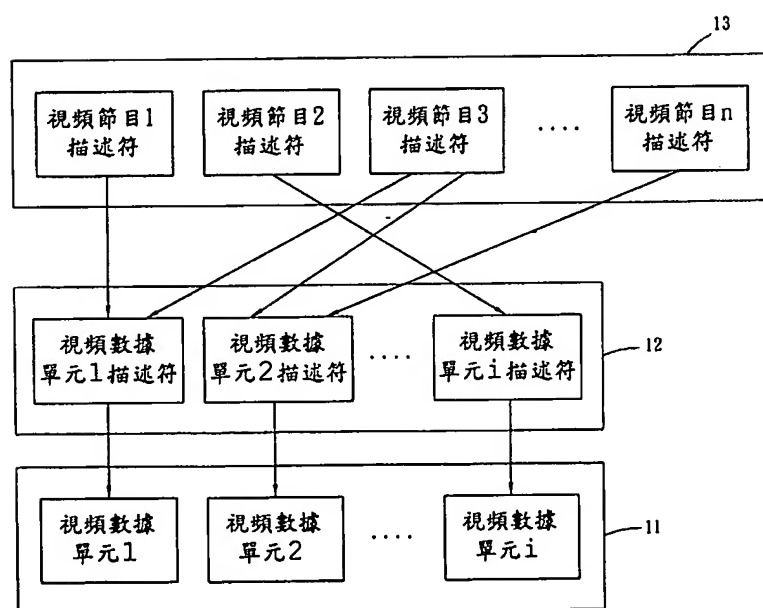 13
視頻節目1
描述符
視頻節目2
描述符
視頻節目3
描述符
....
視頻節目n
描述符
視頻數據
單元1描述符
視頻數據
單元2描述符
....
視頻數據
單元i描述符
12
視頻數據
單元1
視頻數據
單元2
....
視頻數據
單元i
11